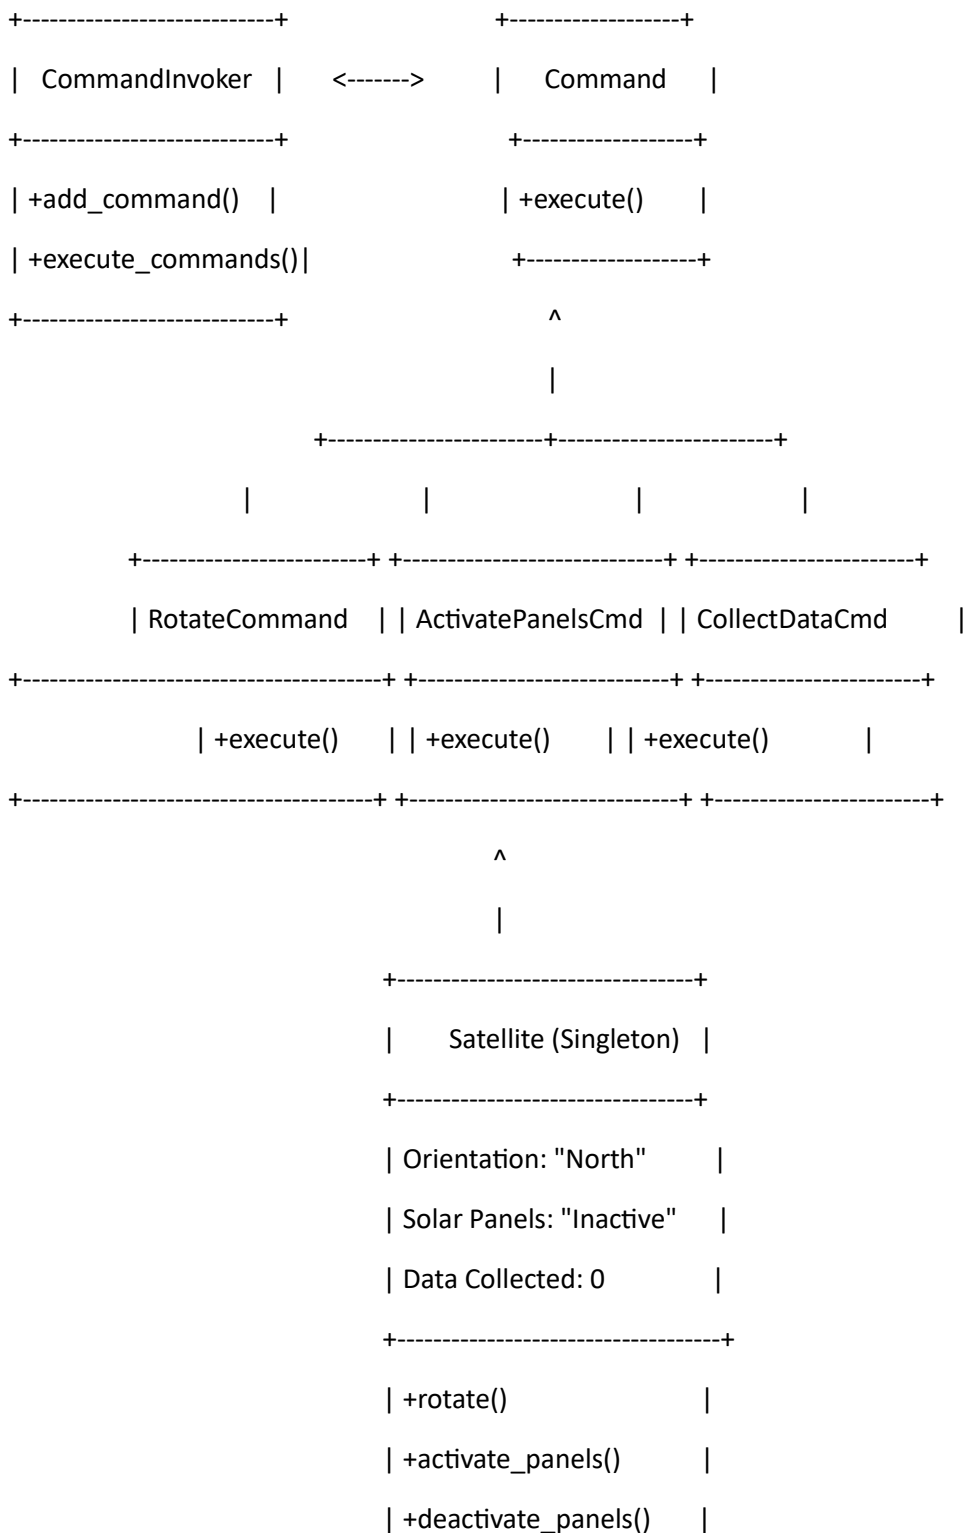 +----------------------------+ +-------------------+
| CommandInvoker | <-------> | Command |
+----------------------------+ +-------------------+
| +add_command() | | +execute() |
| +execute_commands()| +-------------------+
+----------------------------+ ^
|
+------------------------+-------------------------+
| | | |
+-------------------------+ +------------------------------+ +------------------------+
| RotateCommand | | ActivatePanelsCmd | | CollectDataCmd |
+----------------------------------------+ +----------------------------+ +------------------------+
| +execute() | | +execute() | | +execute() |
+---------------------------------------+ +------------------------------+ +------------------------+
^
|
+---------------------------------+
| Satellite (Singleton) |
+---------------------------------+
| Orientation: "North" |
| Solar Panels: "Inactive" |
| Data Collected: 0 |
+------------------------------------+
| +rotate() |
| +activate_panels() |
| +deactivate_panels() |